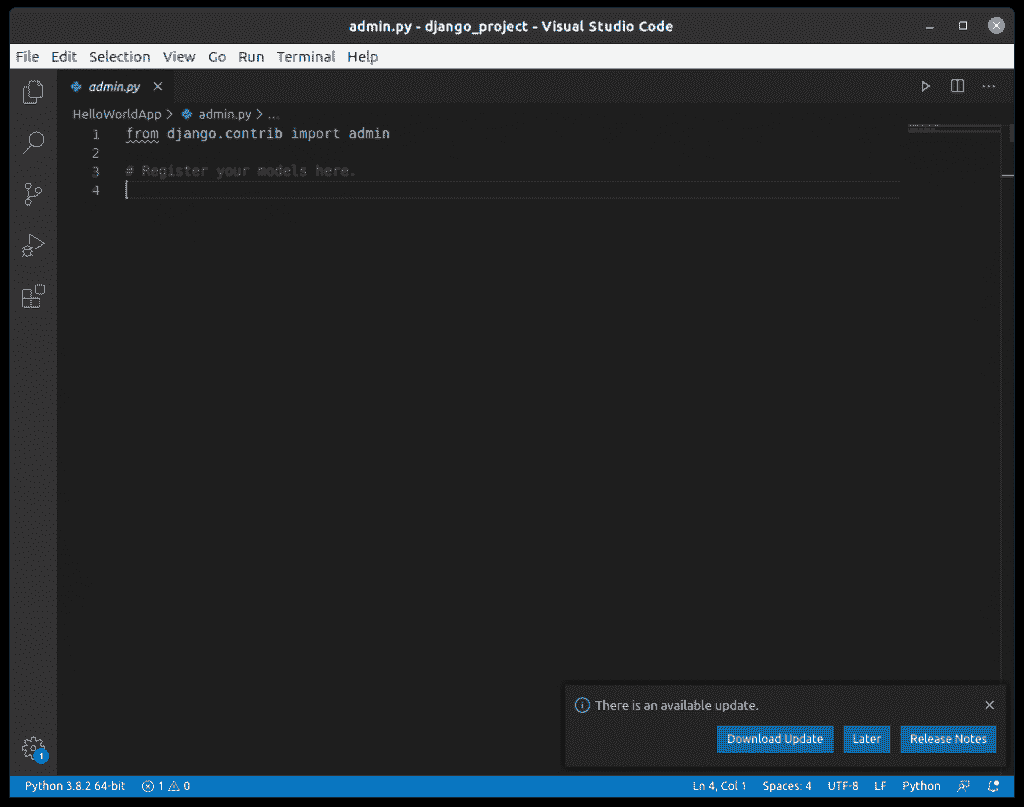 admin.py - django_project - Visual Studio Code
File Edit Selection View Go Run Terminal Help
admin.py
HelloWorldApp > admin.py > ...
1 from django.contrib import admin
2
3 # Register your models here.
4
There is an available update.
Download Update Later Release Notes
1
Python 3.8.2 64-bit 1 0 Ln 4, Col 1 Spaces: 4 UTF-8 LF Python